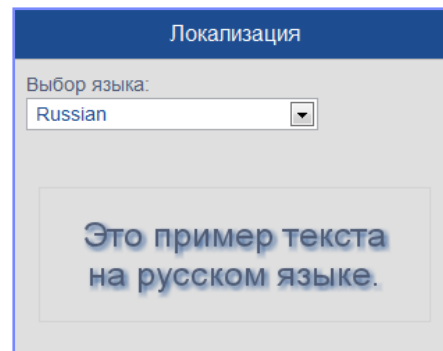 Локализация
Выбор языка:
Russian
Это пример текста
на русском языке.